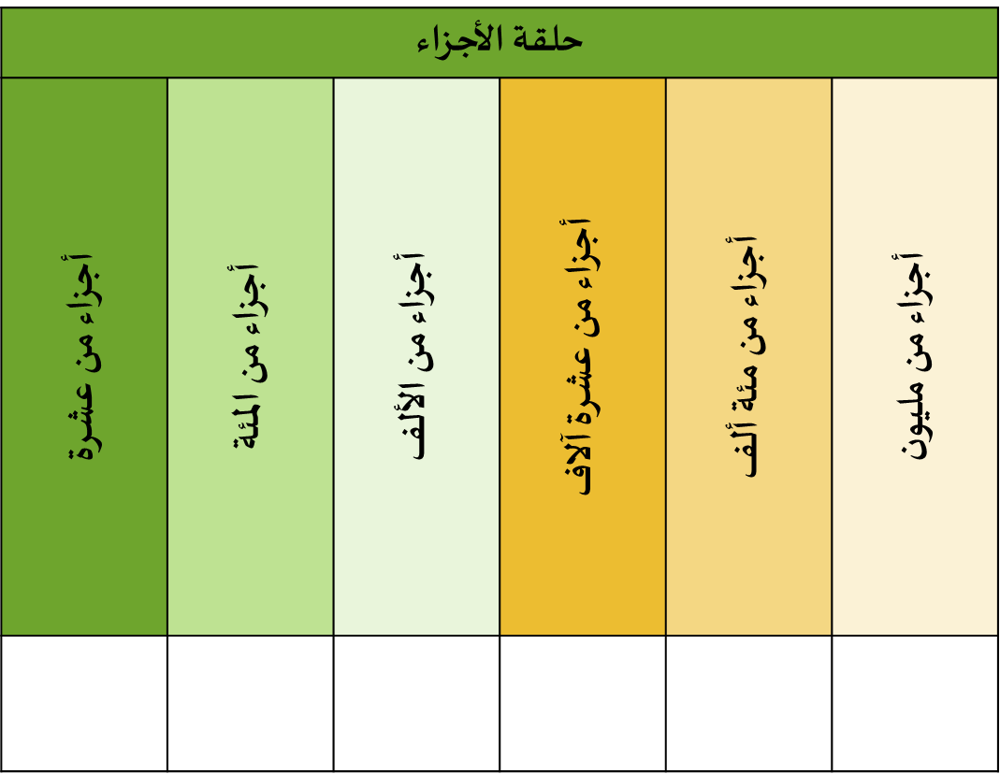 حلقة الأجزاء
أجزاء من عشرة
أجزاء من المئة
أجزاء من الألف
أجزاء من عشرة آلاف
أجزاء من مئة ألف
أجزاء من مليون